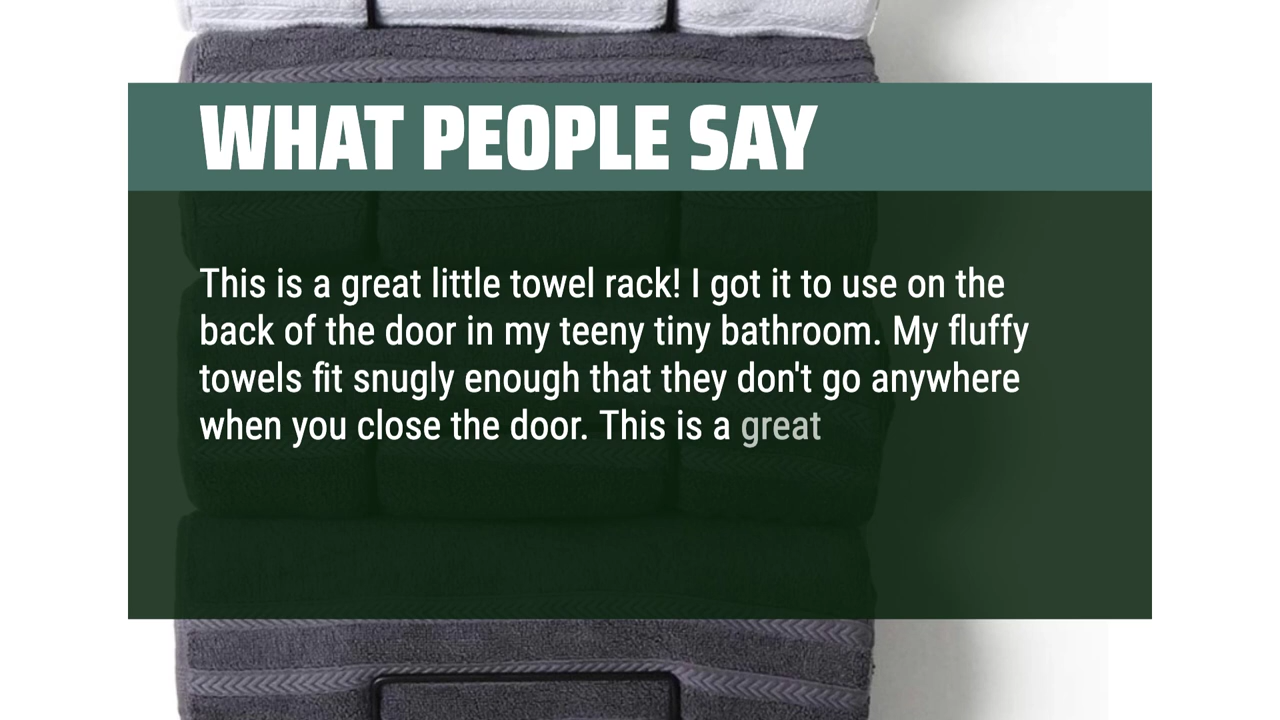 WHAT PEOPLE SAY
This is a great little towel rack! I got it to use on the
back of the door in my teeny tiny bathroom. My fluffy
towels fit snugly enough that they don't go anywhere
when you close the door. This is a great